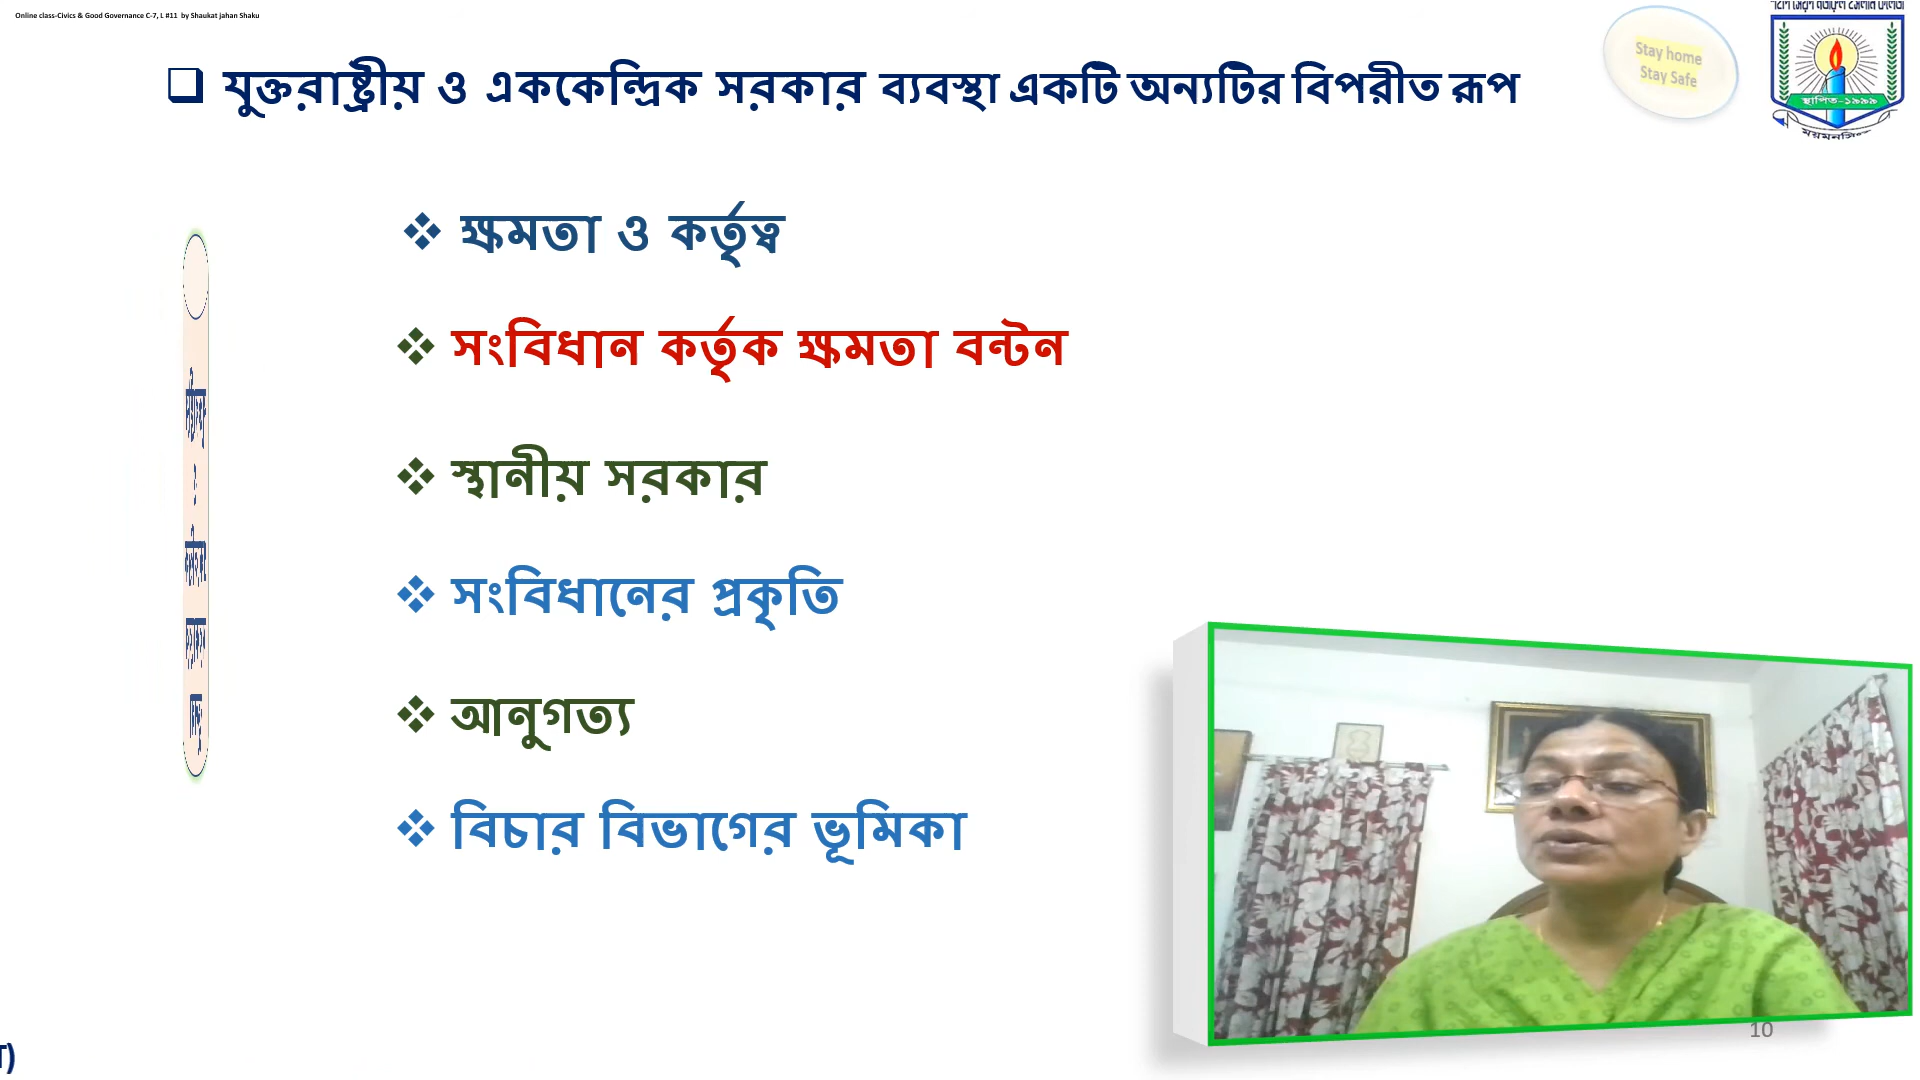 Online class-Civics & Good Governance C-7, L #11 by Shaukat jahan Shaku
যুক্তরাষ্ট্রীয় ও এককেন্দ্রিক সরকার ব্যবস্থা একটি অন্যটির বিপরীত রূপ
Stay home
Stay Safe
স্থাপিত-১৯৯৯
ক্ষমতা ও কর্তৃত্ব
সংবিধান কর্তৃক ক্ষমতা বন্টন
স্থানীয় সরকার
সংবিধানের প্রকৃতি
আনুগত্য
বিচার বিভাগের ভূমিকা
10